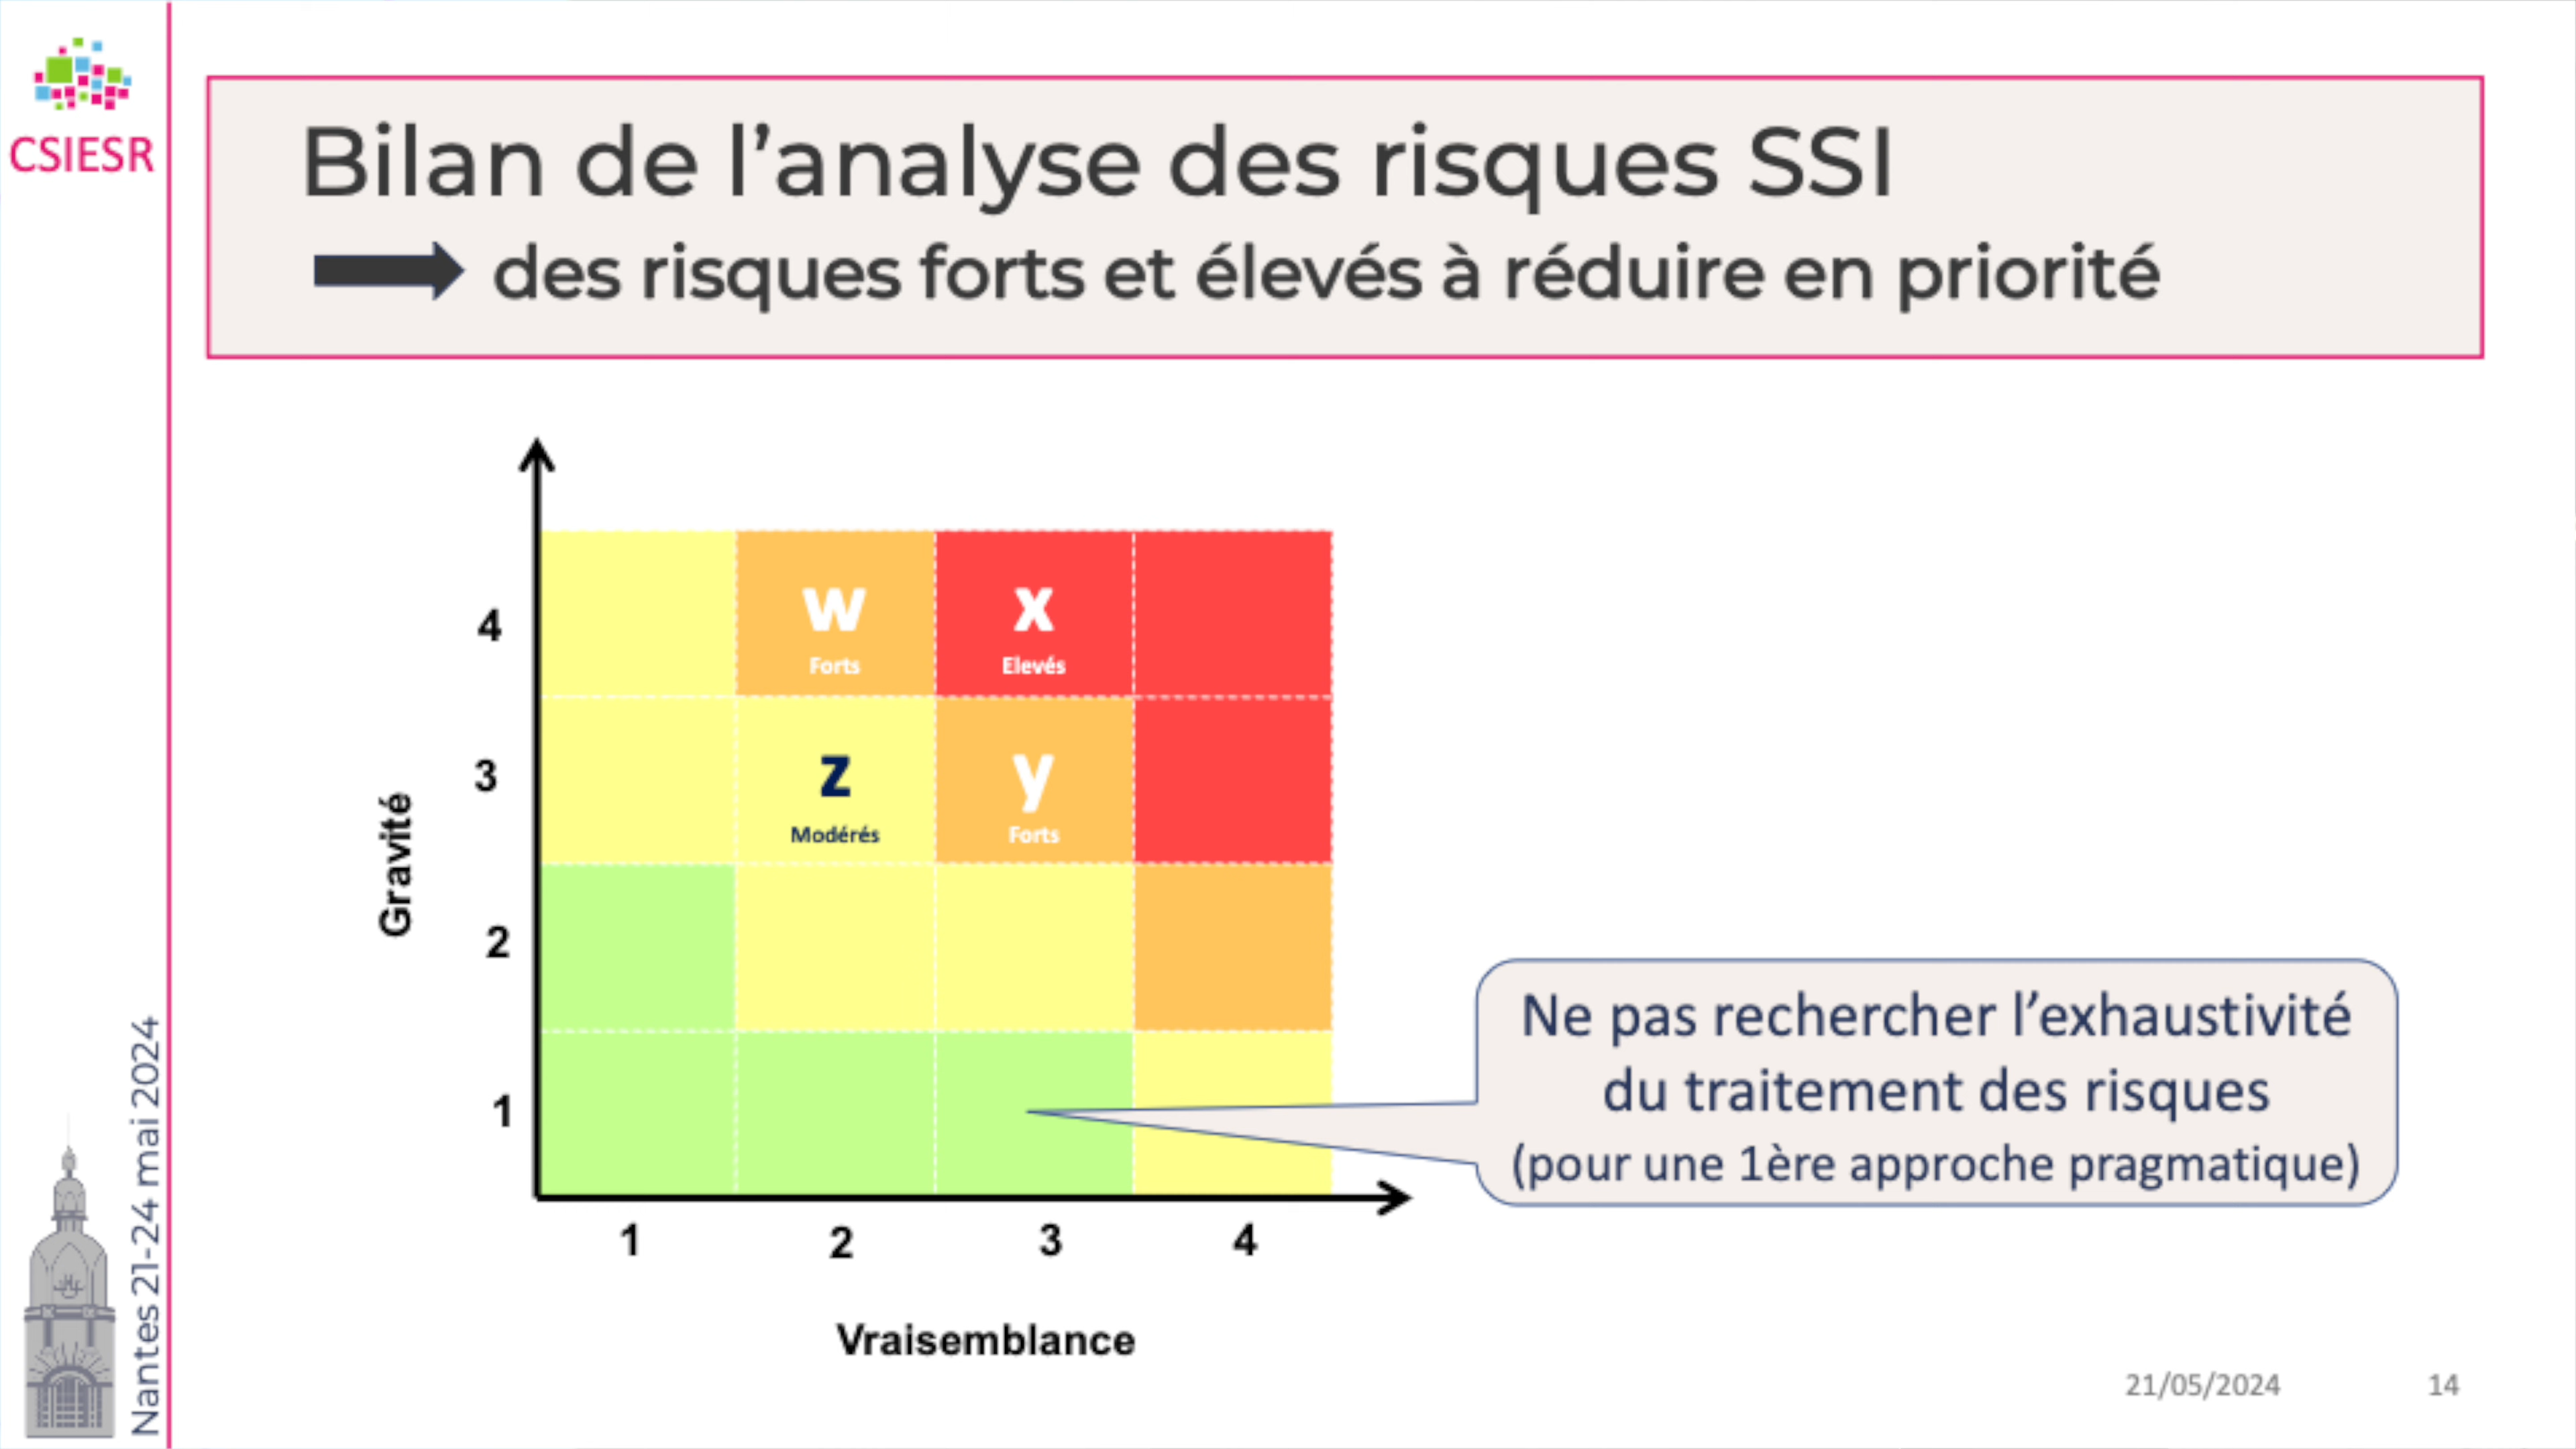 CSIESR
Bilan de l'analyse des risques SSI
des risques forts et élevés à réduire en priorité
Gravité
4
3
2
1
w
Forts
x
Elevés
z
Modérés
y
Forts
1
2
3
4
Vraisemblance
Ne pas rechercher l'exhaustivité
du traitement des risques
(pour une 1ère approche pragmatique)
Nantes 21-24 mai 2024
21/05/2024
14